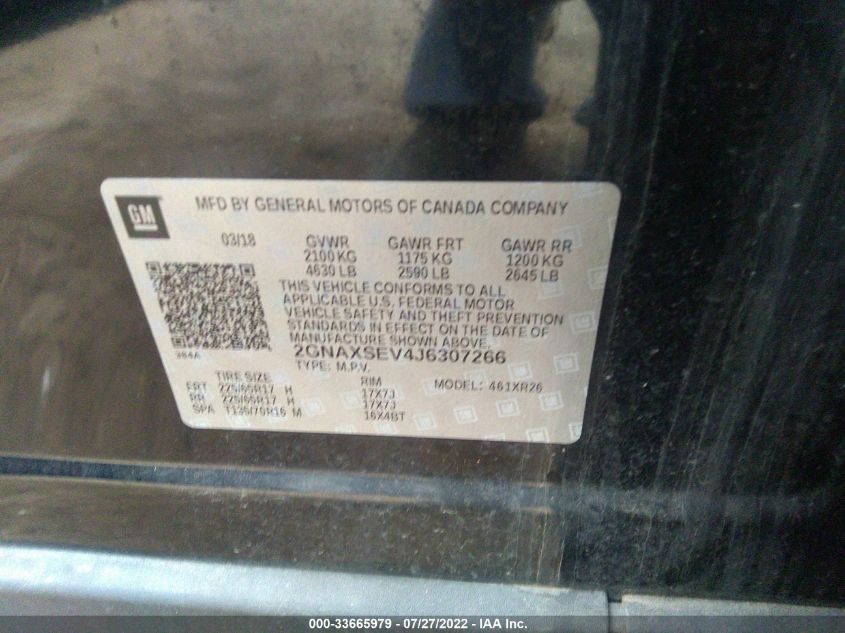 GM
MFD BY GENERAL MOTORS OF CANADA COMPANY
03/18 GVWR GAWR FRT GAWR RR
2100 KG 1175 KG 1200 KG
4630 LB 2590 LB 2645 LB
THIS VEHICLE CONFORMS TO ALL
APPLICABLE U.S. FEDERAL MOTOR
VEHICLE SAFETY AND THEFT PREVENTION
STANDARDS IN EFFECT ON THE DATE OF
MANUFACTURE SHOWN ABOVE.
384A 2GNAXSEV4J6307266
TYPE: M.P.V.
TIRE SIZE RIM MODEL: 461XR26
FRT 225/65R17 H 17X7J
RR 225/65R17 H 17X7J
SPA T135/70R16 M 16X4BT
000-33665979 / 07/27/2022 - IAA Inc.